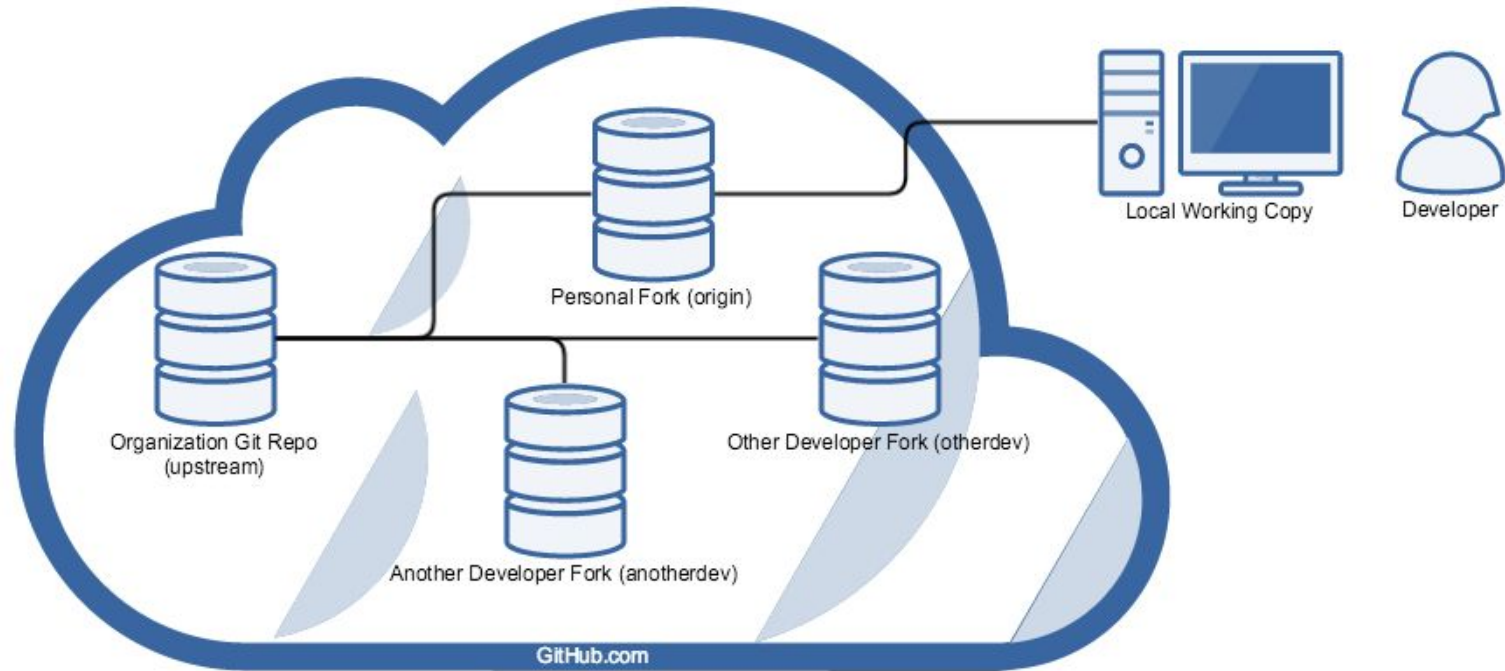 Local Working Copy
Developer
Personal Fork (origin)
Organization Git Repo
(upstream)
Other Developer Fork (otherdev)
Another Developer Fork (anotherdev)
GitHub.com